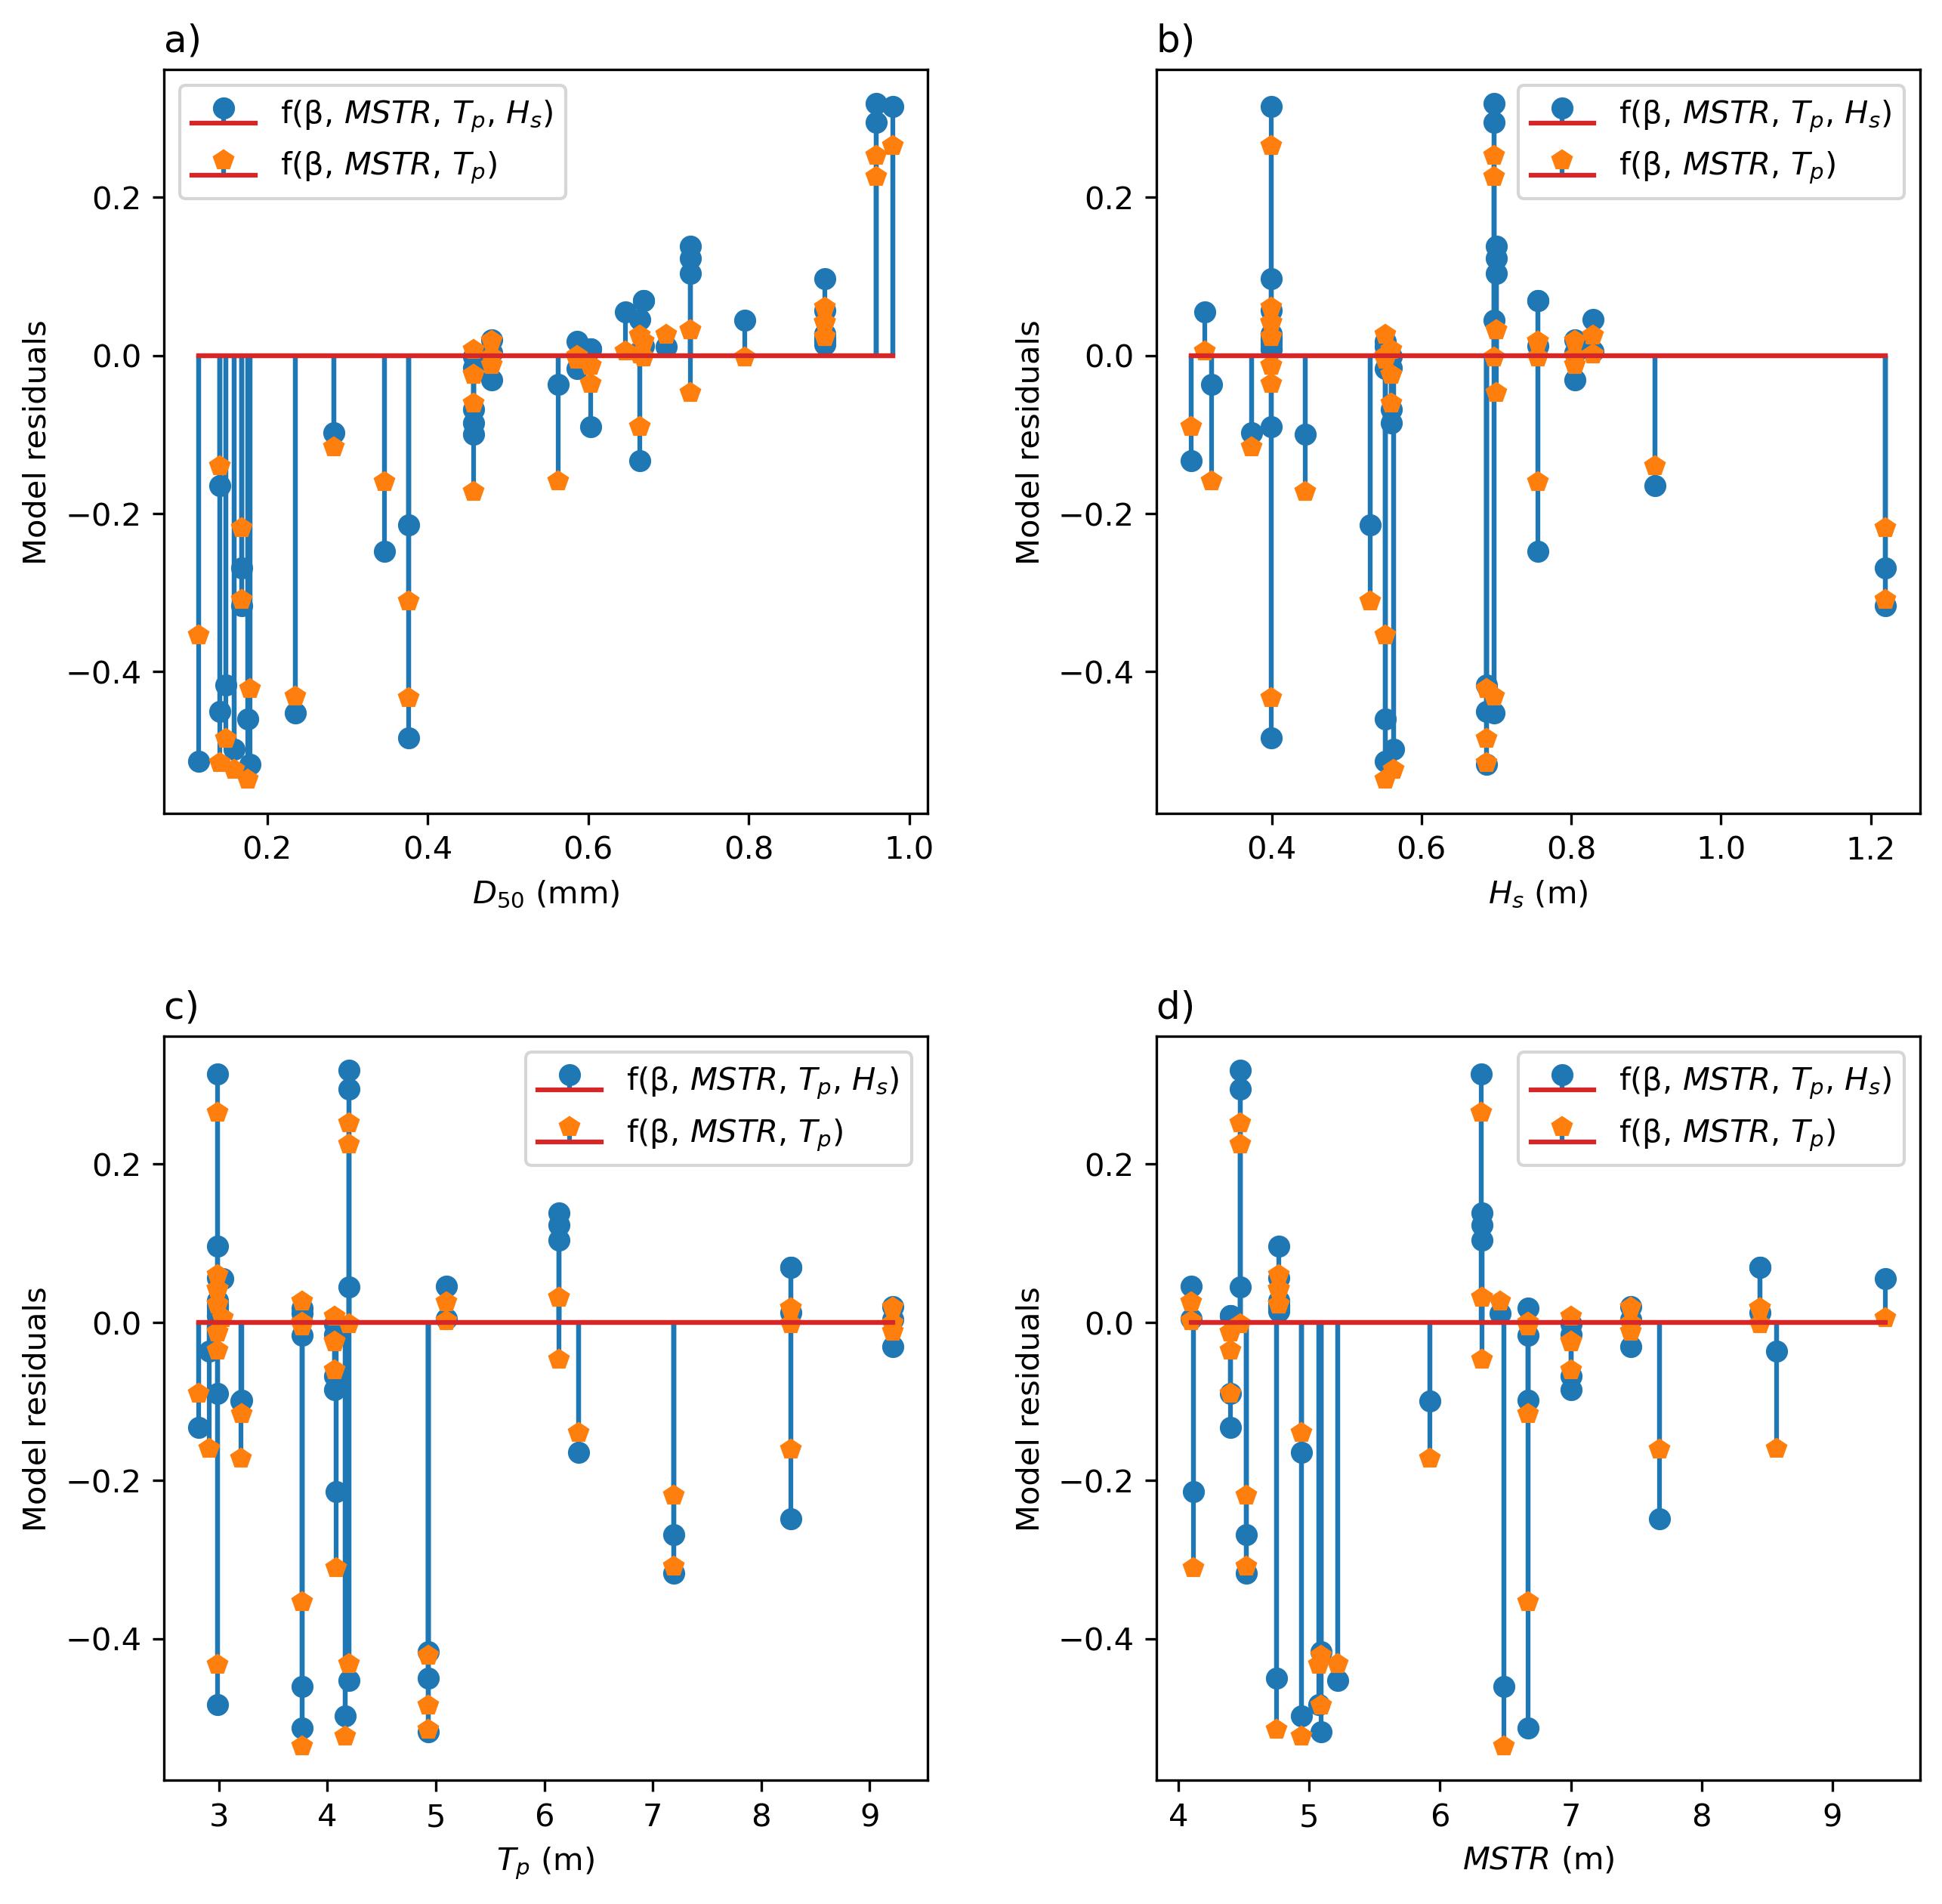 a)
f(β, MSTR, Tp, Hs)
f(β, MSTR, Tp)
Model residuals
0.2
0.0
−0.2
−0.4
0.2 0.4 0.6 0.8 1.0
D50 (mm)
b)
f(β, MSTR, Tp, Hs)
f(β, MSTR, Tp)
Model residuals
0.2
0.0
−0.2
−0.4
0.4 0.6 0.8 1.0 1.2
Hs (m)
c)
f(β, MSTR, Tp, Hs)
f(β, MSTR, Tp)
Model residuals
0.2
0.0
−0.2
−0.4
3 4 5 6 7 8 9
Tp (m)
d)
f(β, MSTR, Tp, Hs)
f(β, MSTR, Tp)
Model residuals
0.2
0.0
−0.2
−0.4
4 5 6 7 8 9
MSTR (m)